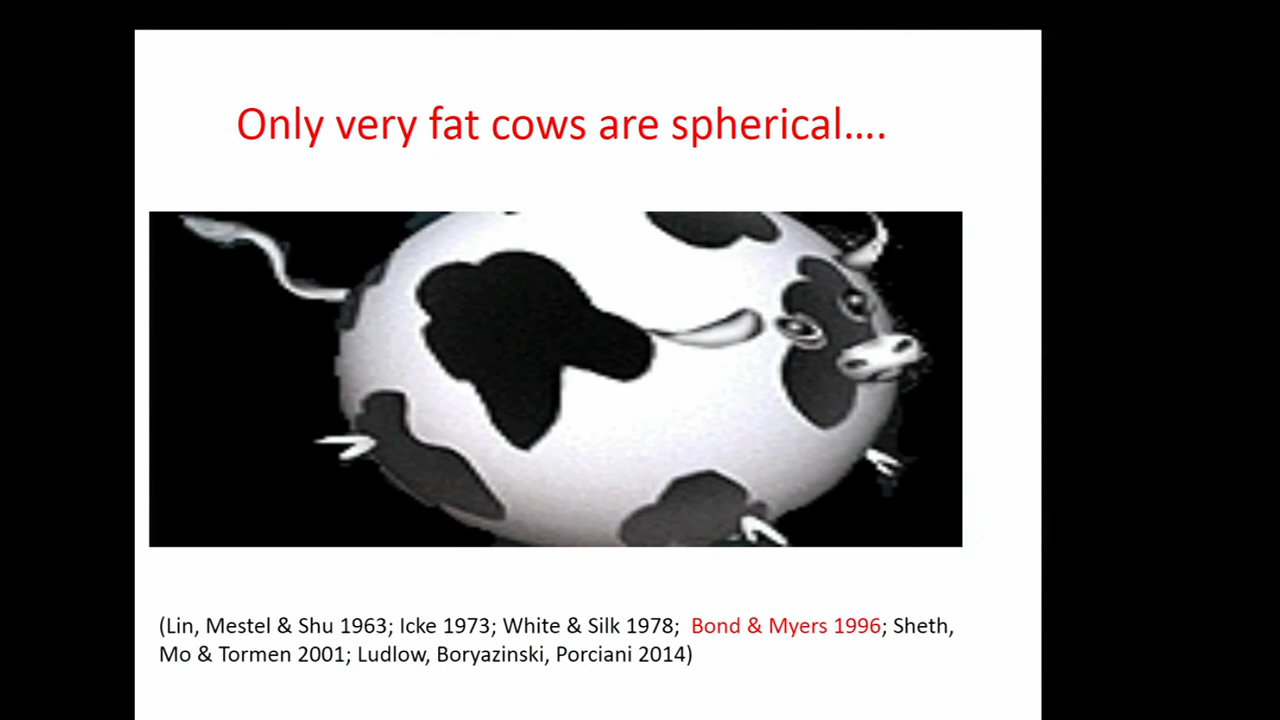 Only very fat cows are spherical....
(Lin, Mestel & Shu 1963; Icke 1973; White & Silk 1978; Bond & Myers 1996; Sheth,
Mo & Tormen 2001; Ludlow, Boryazinski, Porciani 2014)